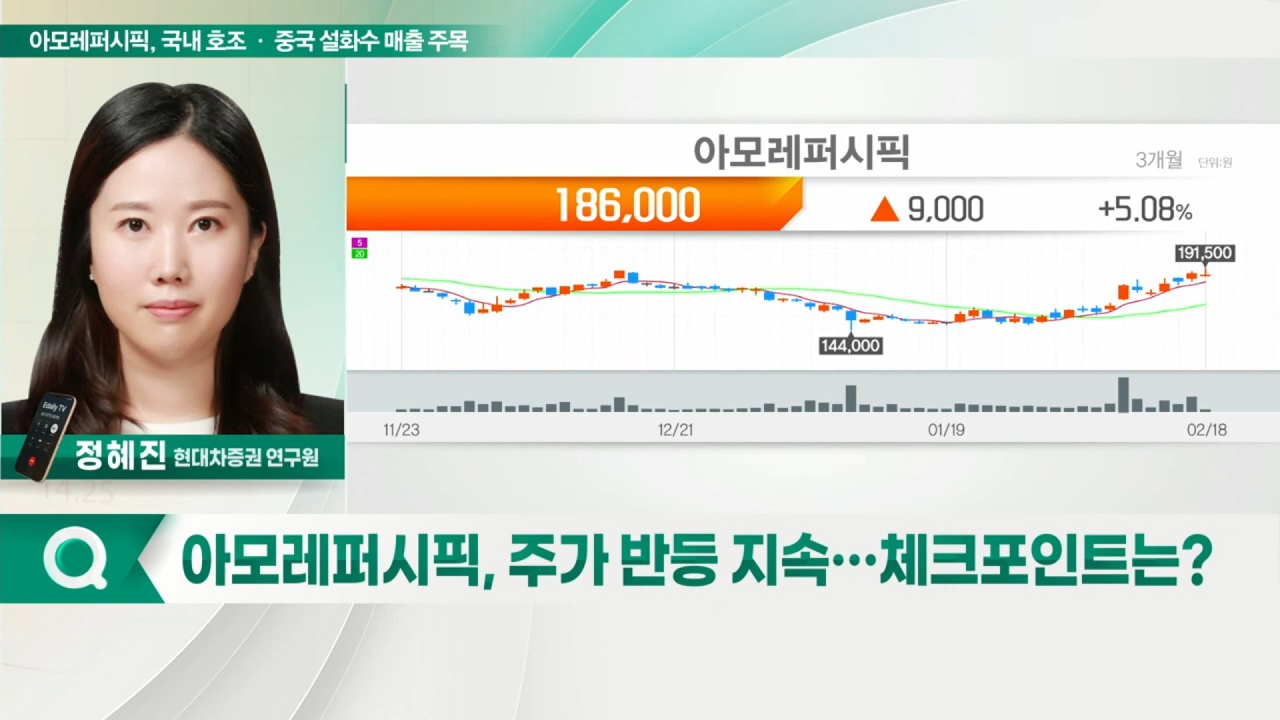 아모레퍼시픽, 국내 호조 · 중국 설화수 매출 주목
아모레퍼시픽
3개월 단위:원
186,000 ▲ 9,000 +5.08%
5
20
191,500
144,000
11/23 12/21 01/19 02/18
Edaily TV
정혜진 현대차증권 연구원
14.25
Q 아모레퍼시픽, 주가 반등 지속…체크포인트는?